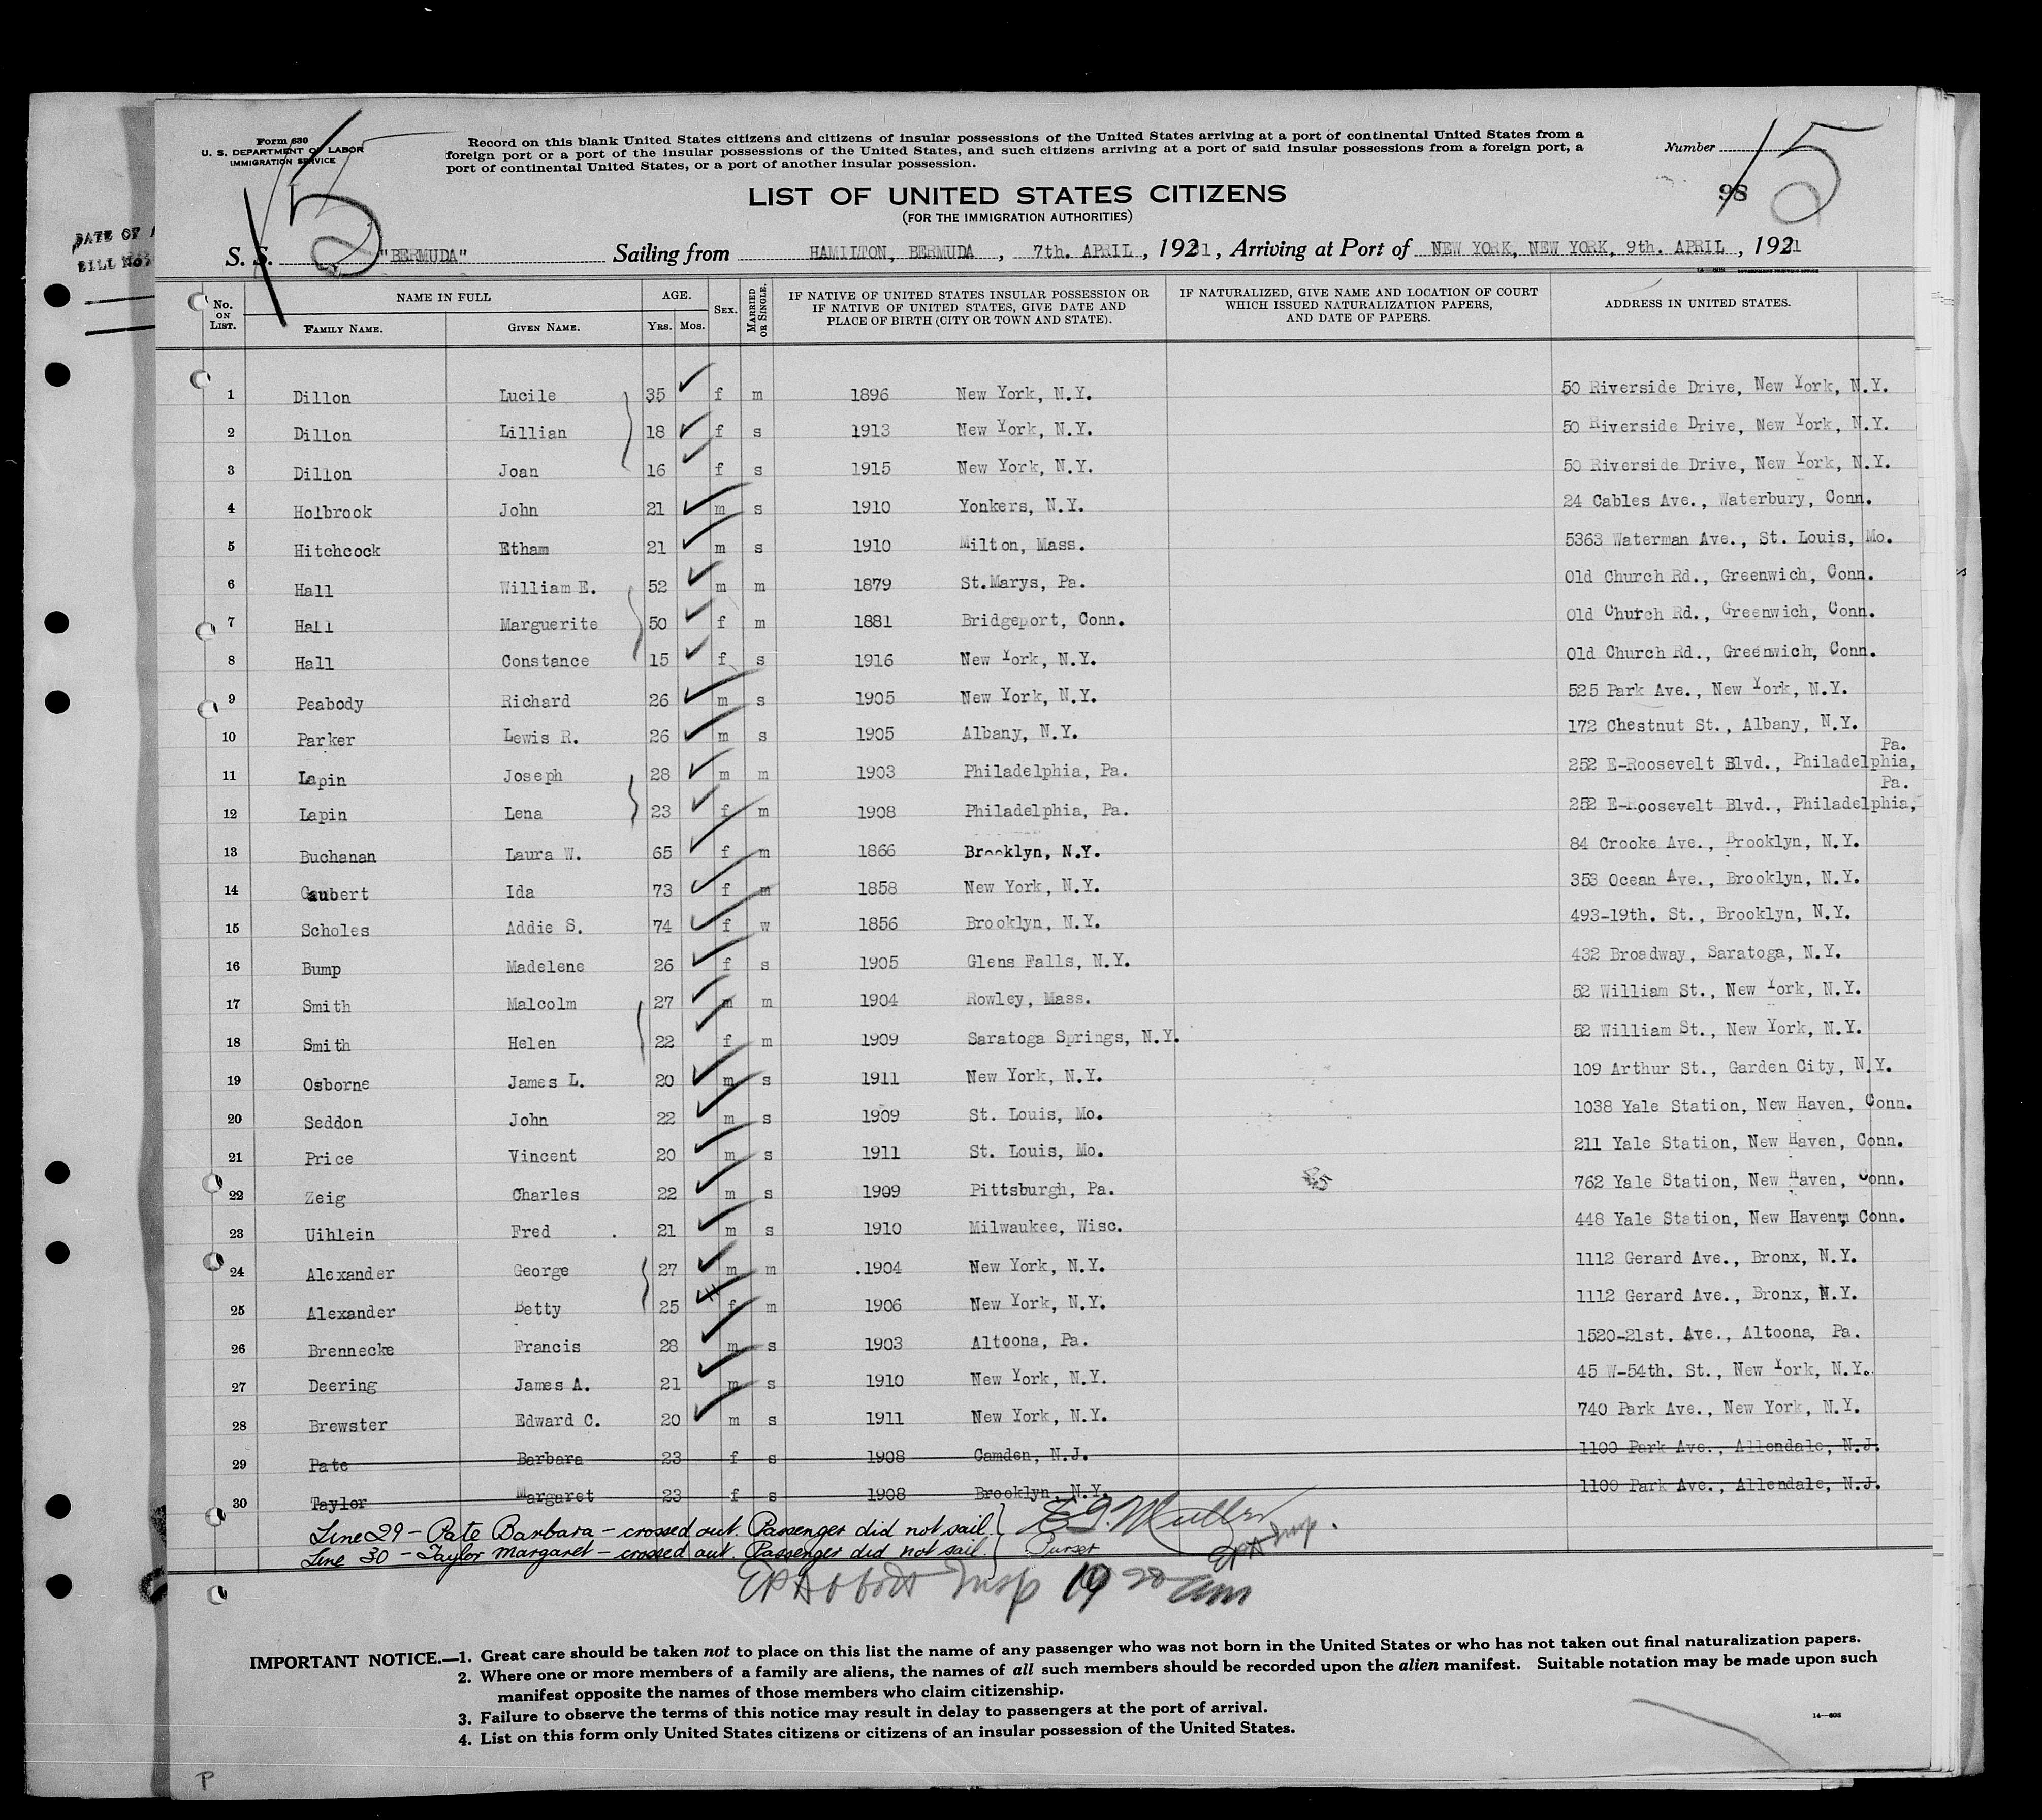 Form 630
U. S. DEPARTMENT OF LABOR
IMMIGRATION SERVICE
Record on this blank United States citizens and citizens of insular possessions of the United States arriving at a port of continental United States from a
foreign port or a port of the insular possessions of the United States, and such citizens arriving at a port of said insular possessions from a foreign port, a
port of continental United States, or a port of another insular possession.
Number
15
15
98
LIST OF UNITED STATES CITIZENS
(FOR THE IMMIGRATION AUTHORITIES)
DATE OF
BILL No.
S. S. "BERMUDA" Sailing from HAMILTON, BERMUDA, 7th. APRIL, 1931, Arriving at Port of NEW YORK, NEW YORK, 9th. APRIL, 1931
No. ON LIST. NAME IN FULL FAMILY NAME. GIVEN NAME. AGE. YRS. MOS. SEX. MARRIED OR SINGLE. IF NATIVE OF UNITED STATES INSULAR POSSESSION OR IF NATIVE OF UNITED STATES, GIVE DATE AND PLACE OF BIRTH (CITY OR TOWN AND STATE). IF NATURALIZED, GIVE NAME AND LOCATION OF COURT WHICH ISSUED NATURALIZATION PAPERS, AND DATE OF PAPERS. ADDRESS IN UNITED STATES.
1 Dillon Lucile 35 f m 1896 New York, N.Y. 50 Riverside Drive, New York, N.Y.
2 Dillon Lillian 18 f s 1913 New York, N.Y. 50 Riverside Drive, New York, N.Y.
3 Dillon Joan 16 f s 1915 New York, N.Y. 50 Riverside Drive, New York, N.Y.
4 Holbrook John 21 m s 1910 Yonkers, N.Y. 24 Cables Ave., Waterbury, Conn.
5 Hitchcock Etham 21 m s 1910 Milton, Mass. 5363 Waterman Ave., St. Louis, Mo.
6 Hall William E. 52 m m 1879 St.Marys, Pa. Old Church Rd., Greenwich, Conn.
7 Hall Marguerite 50 f m 1881 Bridgeport, Conn. Old Church Rd., Greenwich, Conn.
8 Hall Constance 15 f s 1916 New York, N.Y. Old Church Rd., Greenwich, Conn.
9 Peabody Richard 26 m s 1905 New York, N.Y. 525 Park Ave., New York, N.Y.
10 Parker Lewis R. 26 m s 1905 Albany, N.Y. 172 Chestnut St., Albany, N.Y.
11 Lapin Joseph 28 m m 1903 Philadelphia, Pa. 252 E-Roosevelt Blvd., Philadelphia, Pa.
12 Lapin Lena 23 f m 1908 Philadelphia, Pa. 252 E-Roosevelt Blvd., Philadelphia, Pa.
13 Buchanan Laura W. 65 f m 1866 Brooklyn, N.Y. 84 Crooke Ave., Brooklyn, N.Y.
14 Gaubert Ida 73 f m 1858 New York, N.Y. 353 Ocean Ave., Brooklyn, N.Y.
15 Scholes Addie S. 74 f w 1856 Brooklyn, N.Y. 493-19th. St., Brooklyn, N.Y.
16 Bump Madelene 26 f s 1905 Glens Falls, N.Y. 432 Broadway, Saratoga, N.Y.
17 Smith Malcolm 27 m m 1904 Rowley, Mass. 52 William St., New York, N.Y.
18 Smith Helen 22 f m 1909 Saratoga Springs, N.Y. 52 William St., New York, N.Y.
19 Osborne James L. 20 m s 1911 New York, N.Y. 109 Arthur St., Garden City, N.Y.
20 Seddon John 22 m s 1909 St. Louis, Mo. 1038 Yale Station, New Haven, Conn.
21 Price Vincent 20 m s 1911 St. Louis, Mo. 211 Yale Station, New Haven, Conn.
22 Zeig Charles 22 m s 1909 Pittsburgh, Pa. 762 Yale Station, New Haven, Conn.
23 Uihlein Fred 21 m s 1910 Milwaukee, Wisc. 448 Yale Station, New Haven, Conn.
24 Alexander George 27 m m 1904 New York, N.Y. 1112 Gerard Ave., Bronx, N.Y.
25 Alexander Betty 25 f m 1906 New York, N.Y. 1112 Gerard Ave., Bronx, N.Y.
26 Brennecke Francis 28 m s 1903 Altoona, Pa. 1520-21st. Ave., Altoona, Pa.
27 Deering James A. 21 m s 1910 New York, N.Y. 45 W-54th. St., New York, N.Y.
28 Brewster Edward C. 20 m s 1911 New York, N.Y. 740 Park Ave., New York, N.Y.
29 Pate Barbara 23 f s 1908 Camden, N.J. 1100 Park Ave., Allendale, N.J.
30 Taylor Margaret 23 f s 1908 Brooklyn, N.Y. 1100 Park Ave., Allendale, N.J.
Line 29 - Pate Barbara - crossed out. Passenger did not sail.
Line 30 - Taylor Margaret - crossed out. Passenger did not sail. Purser
Insp.
Insp 20 am
IMPORTANT NOTICE.—1. Great care should be taken not to place on this list the name of any passenger who was not born in the United States or who has not taken out final naturalization papers.
2. Where one or more members of a family are aliens, the names of all such members should be recorded upon the alien manifest. Suitable notation may be made upon such
manifest opposite the names of those members who claim citizenship.
3. Failure to observe the terms of this notice may result in delay to passengers at the port of arrival.
4. List on this form only United States citizens or citizens of an insular possession of the United States.
14—608
P